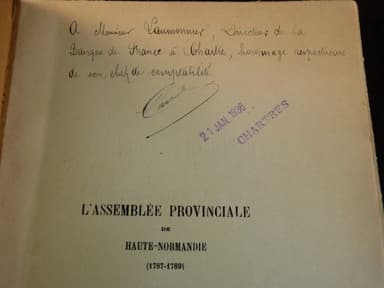 A Monsieur Laumonnier, Directeur de la
Banque de France à Chartres, hommage respectueux
de son chef de comptabilité
21 JAN. 1936
CHARTRES
L'ASSEMBLÉE PROVINCIALE
DE
HAUTE-NORMANDIE
(1787-1789)